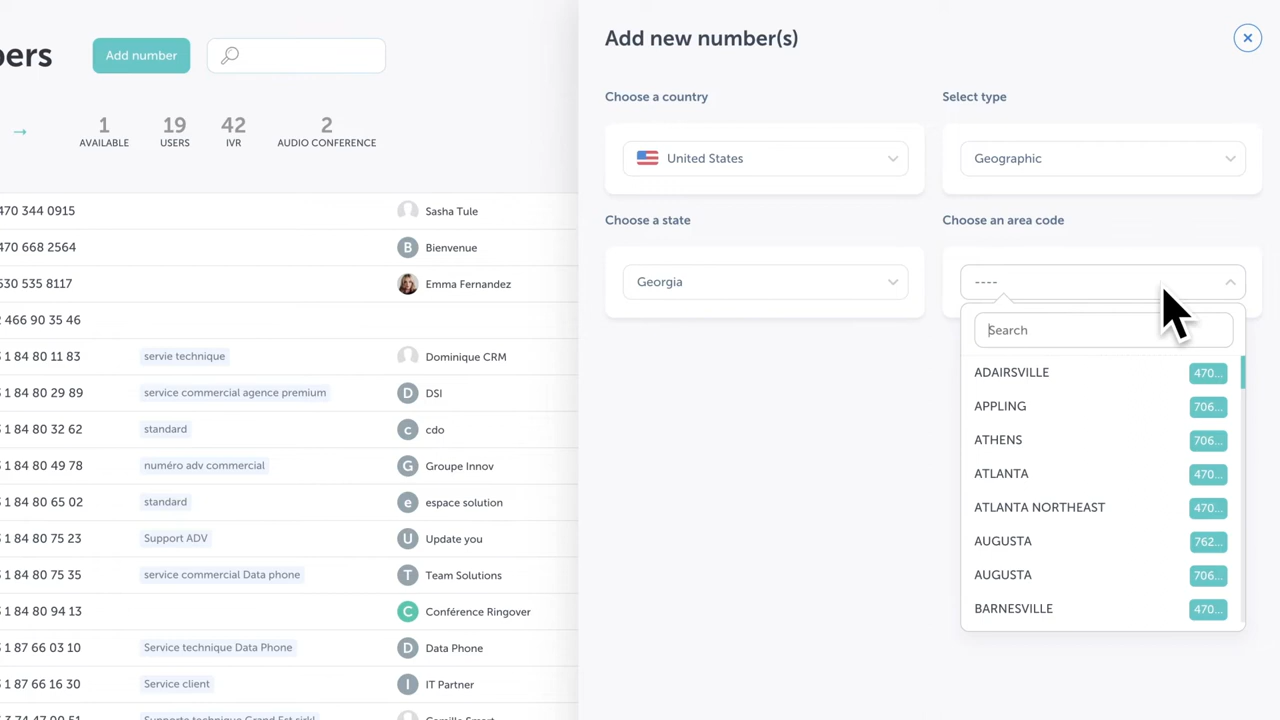 bers
Add number
→
1
AVAILABLE
19
USERS
42
IVR
2
AUDIO CONFERENCE
470 344 0915
Sasha Tule
470 668 2564
B
Bienvenue
530 535 8117
Emma Fernandez
466 90 35 46
1 84 80 11 83
servie technique
Dominique CRM
1 84 80 29 89
service commercial agence premium
D
DSI
1 84 80 32 62
standard
c
cdo
1 84 80 49 78
numéro adv commercial
G
Groupe Innov
1 84 80 65 02
standard
e
espace solution
1 84 80 75 23
Support ADV
U
Update you
1 84 80 75 35
service commercial Data phone
T
Team Solutions
1 84 80 94 13
C
Conférence Ringover
1 87 66 03 10
Service technique Data Phone
D
Data Phone
1 87 66 16 30
Service client
I
IT Partner
Add new number(s)
Choose a country
United States
Select type
Geographic
Choose a state
Georgia
Choose an area code
----
Search
ADAIRSVILLE 470...
APPLING 706...
ATHENS 706...
ATLANTA 470...
ATLANTA NORTHEAST 470...
AUGUSTA 762...
AUGUSTA 706...
BARNESVILLE 470...